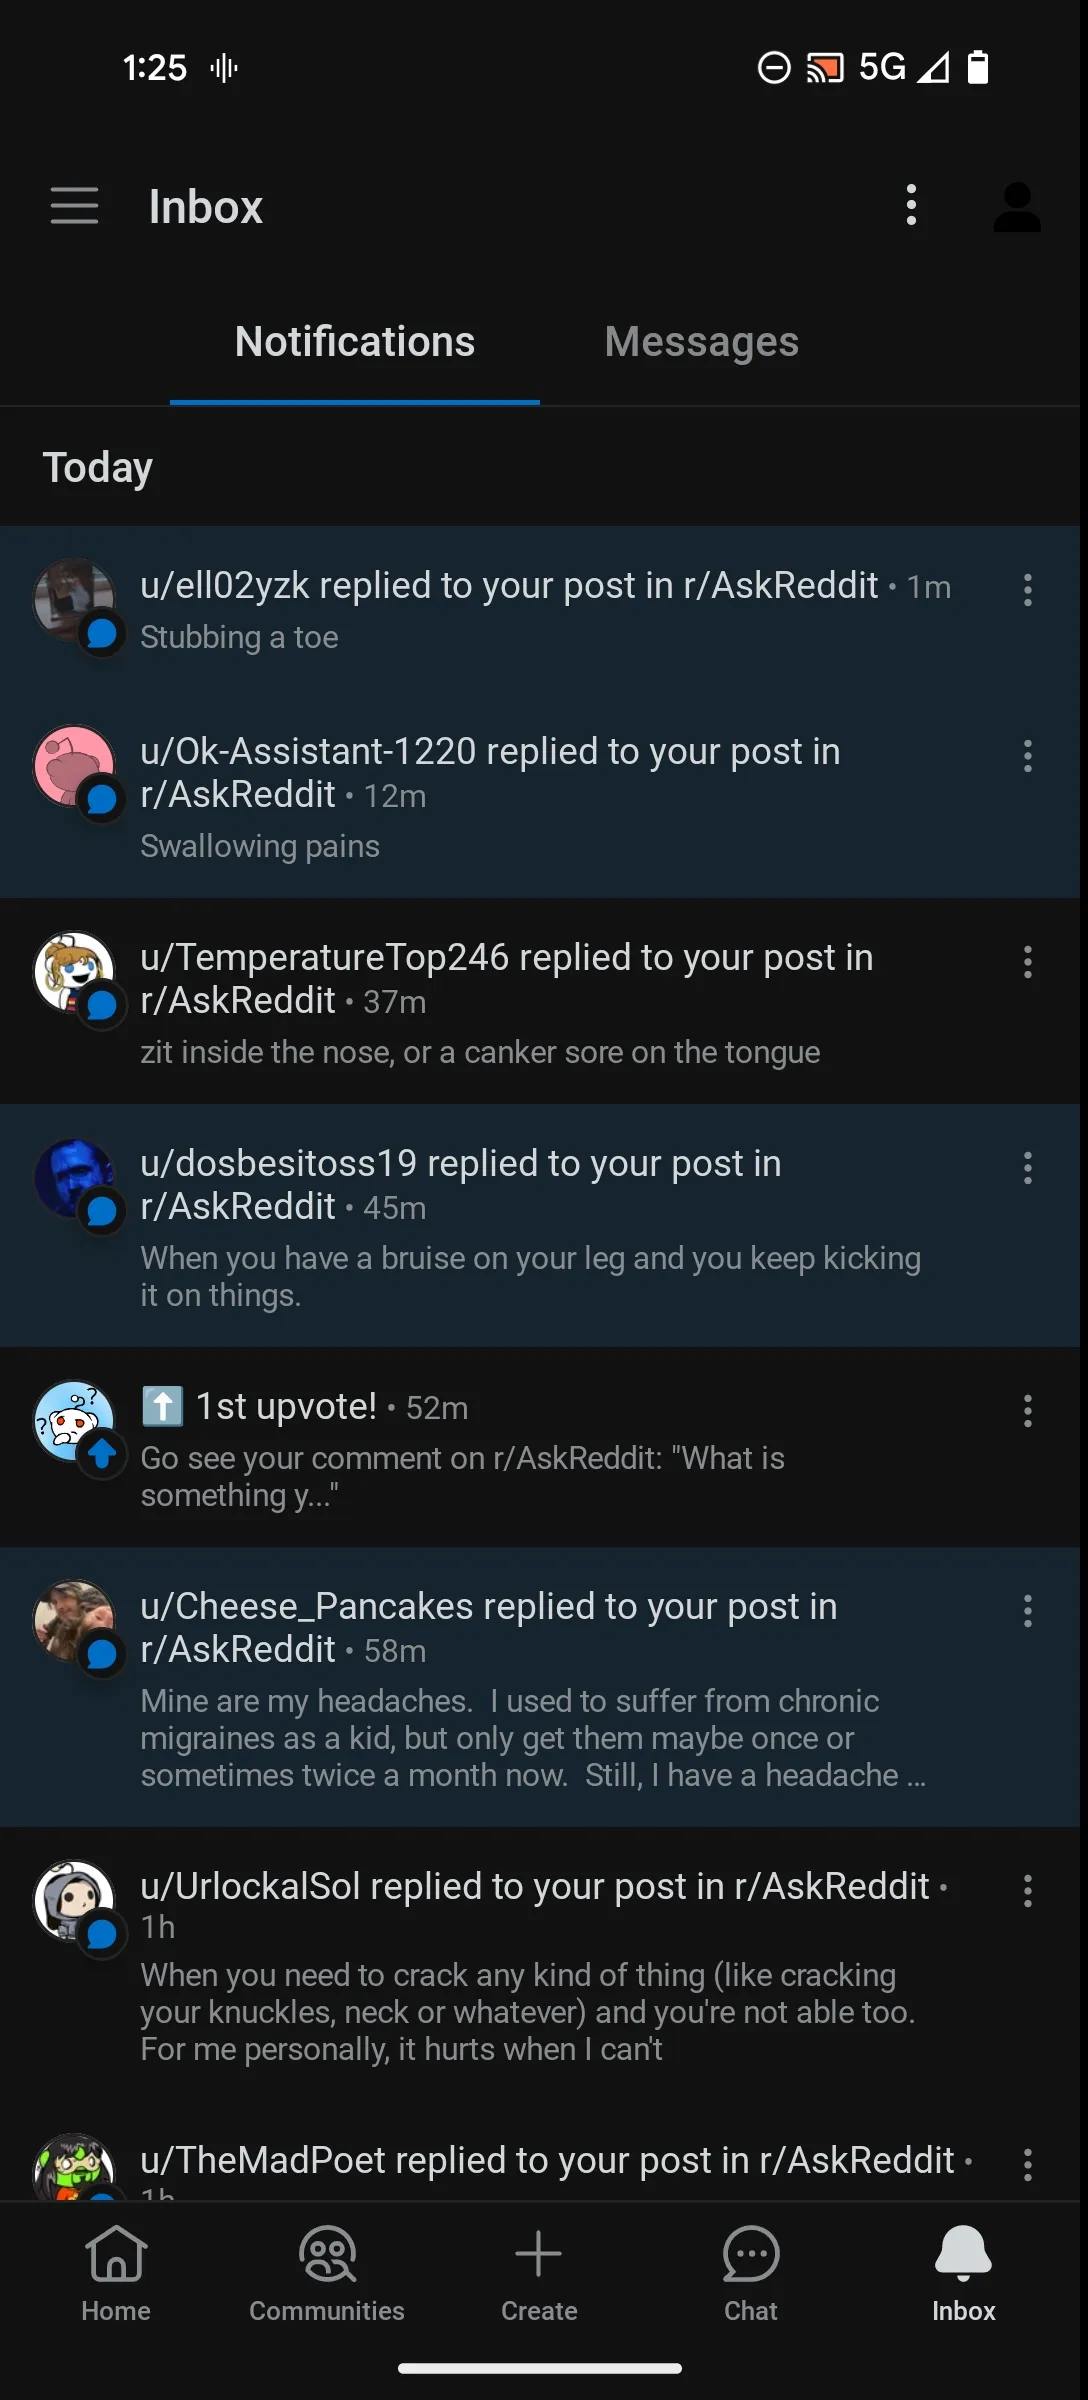 1:25
5G
Inbox
Notifications
Messages
Today
u/ell02yzk replied to your post in r/AskReddit • 1m
Stubbing a toe
u/Ok-Assistant-1220 replied to your post in
r/AskReddit • 12m
Swallowing pains
u/TemperatureTop246 replied to your post in
r/AskReddit • 37m
zit inside the nose, or a canker sore on the tongue
u/dosbesitoss19 replied to your post in
r/AskReddit • 45m
When you have a bruise on your leg and you keep kicking
it on things.
⬆️ 1st upvote! • 52m
Go see your comment on r/AskReddit: "What is
something y..."
u/Cheese_Pancakes replied to your post in
r/AskReddit • 58m
Mine are my headaches.  I used to suffer from chronic
migraines as a kid, but only get them maybe once or
sometimes twice a month now.  Still, I have a headache ...
u/UrlockalSol replied to your post in r/AskReddit •
1h
When you need to crack any kind of thing (like cracking
your knuckles, neck or whatever) and you're not able too.
For me personally, it hurts when I can't
u/TheMadPoet replied to your post in r/AskReddit •
1h
Home
Communities
Create
Chat
Inbox